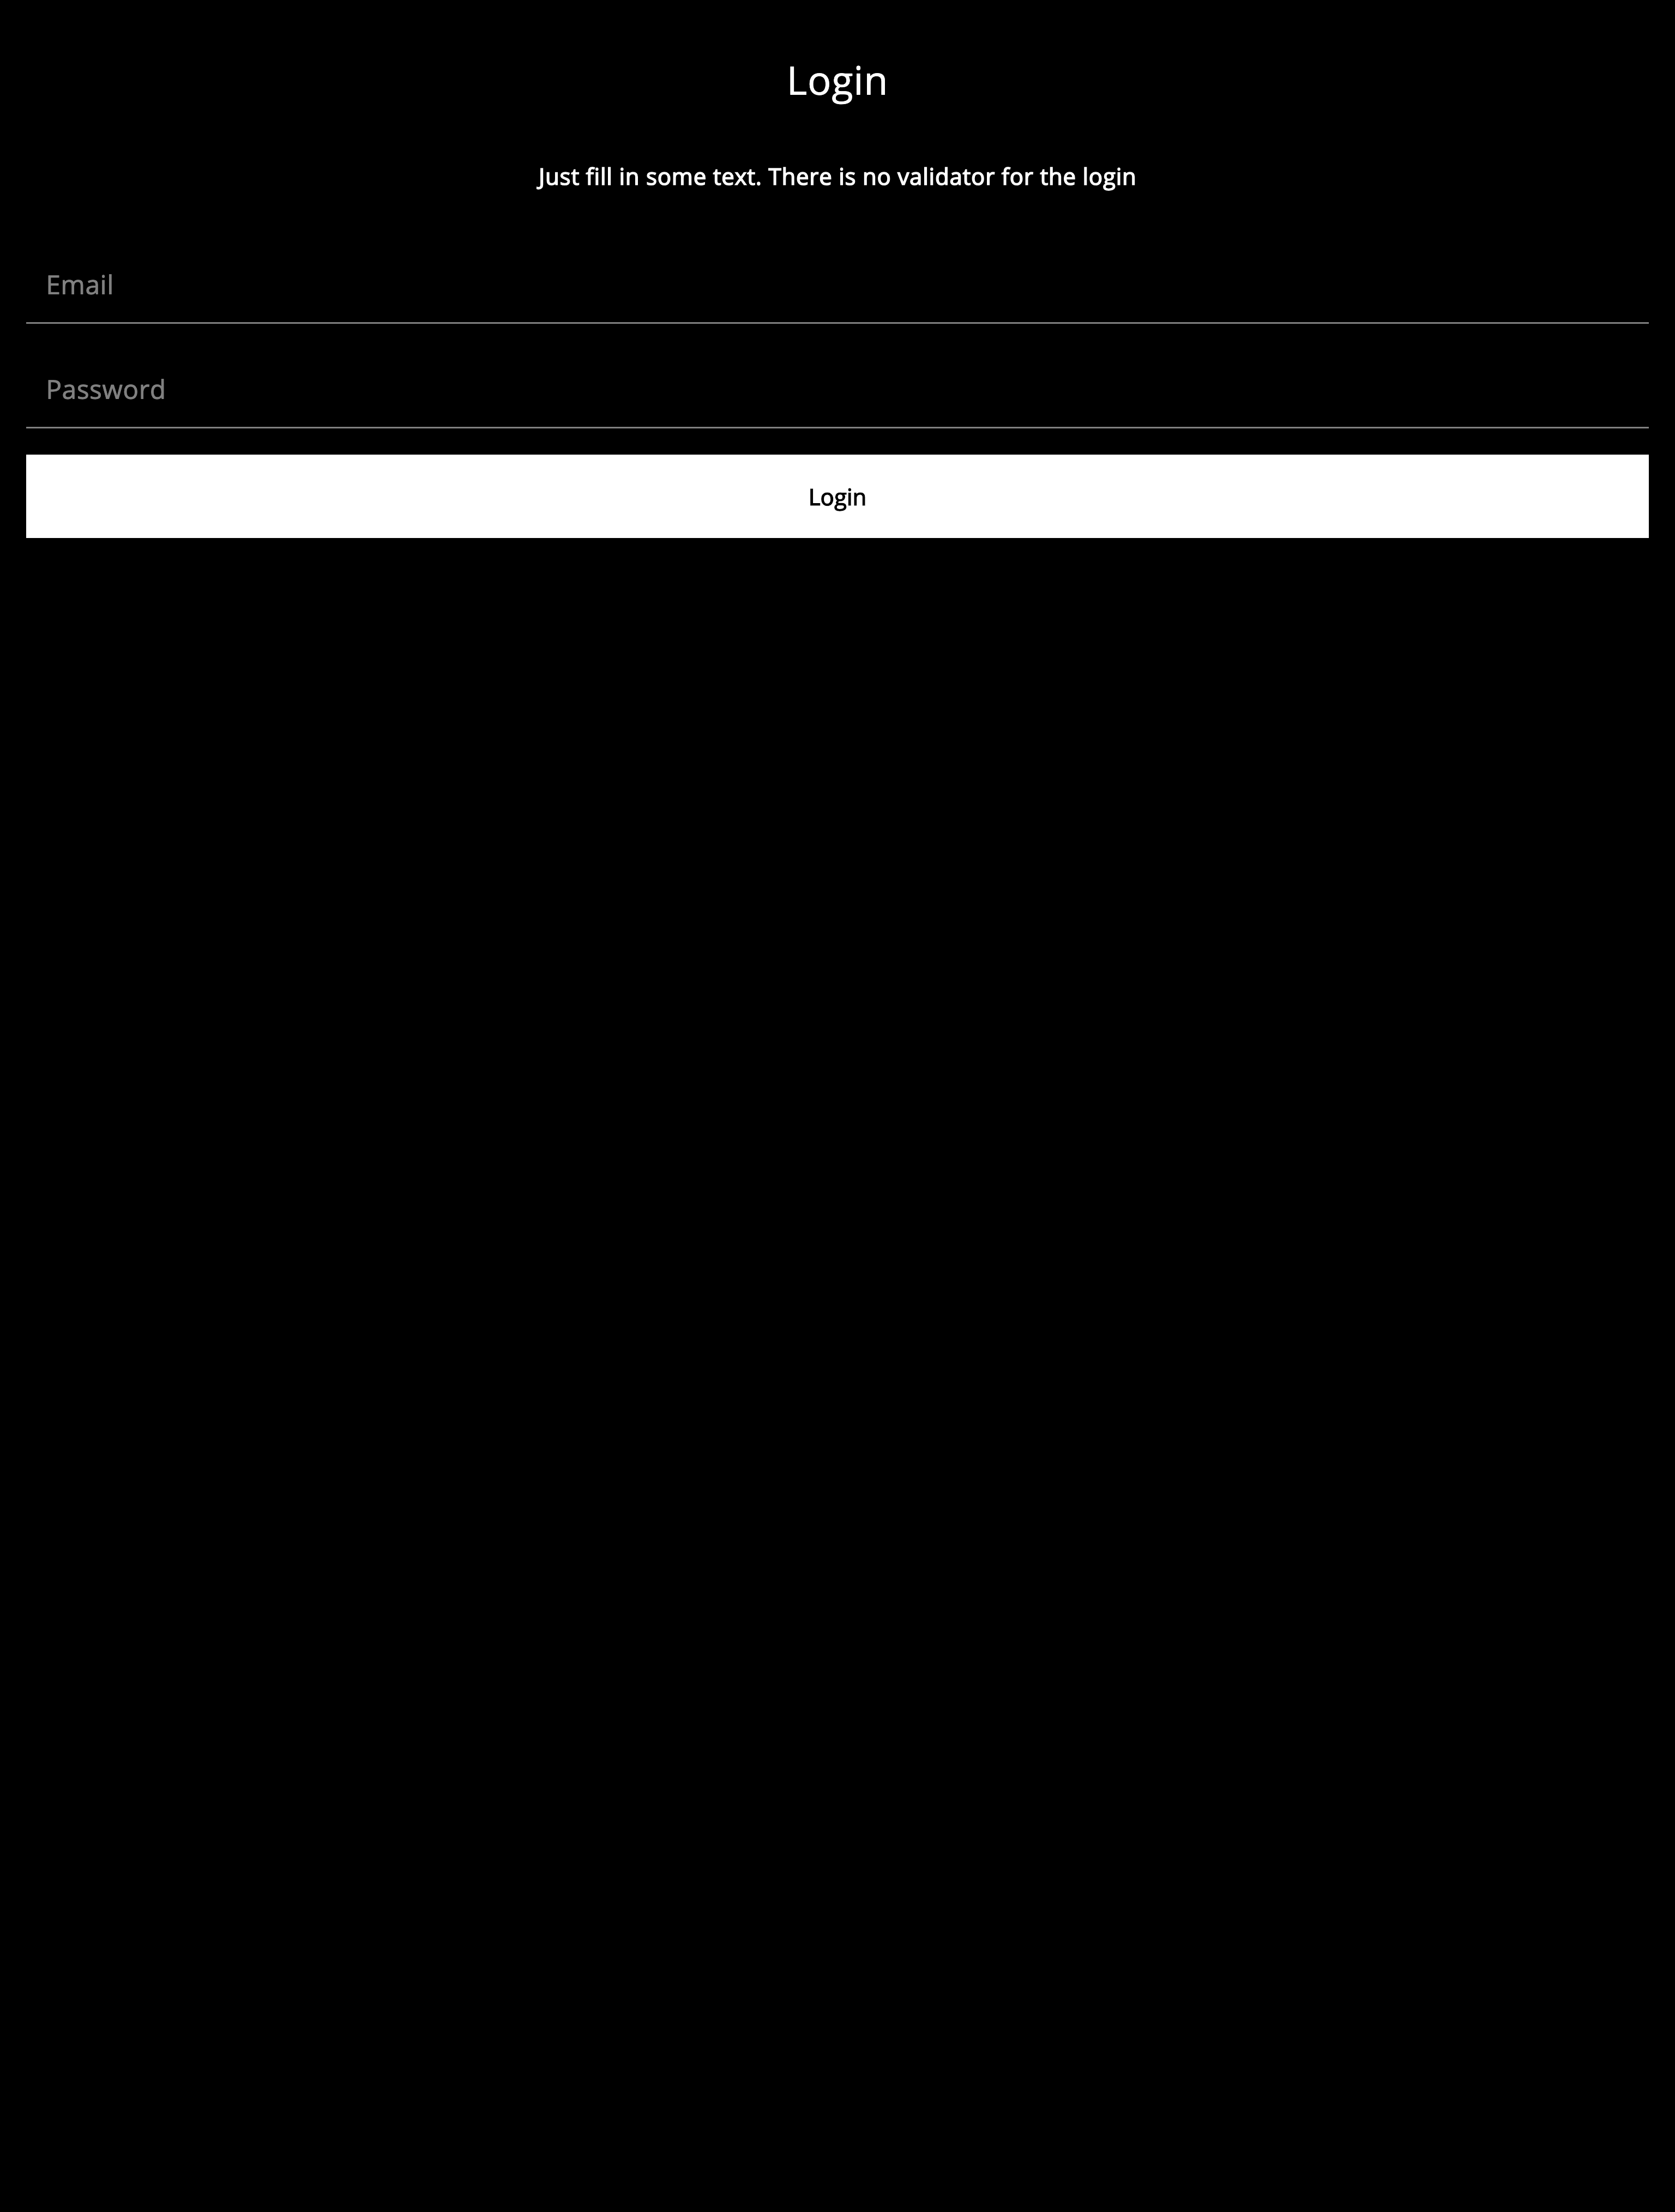 Login
Just fill in some text. There is no validator for the login
Email
Password
Login